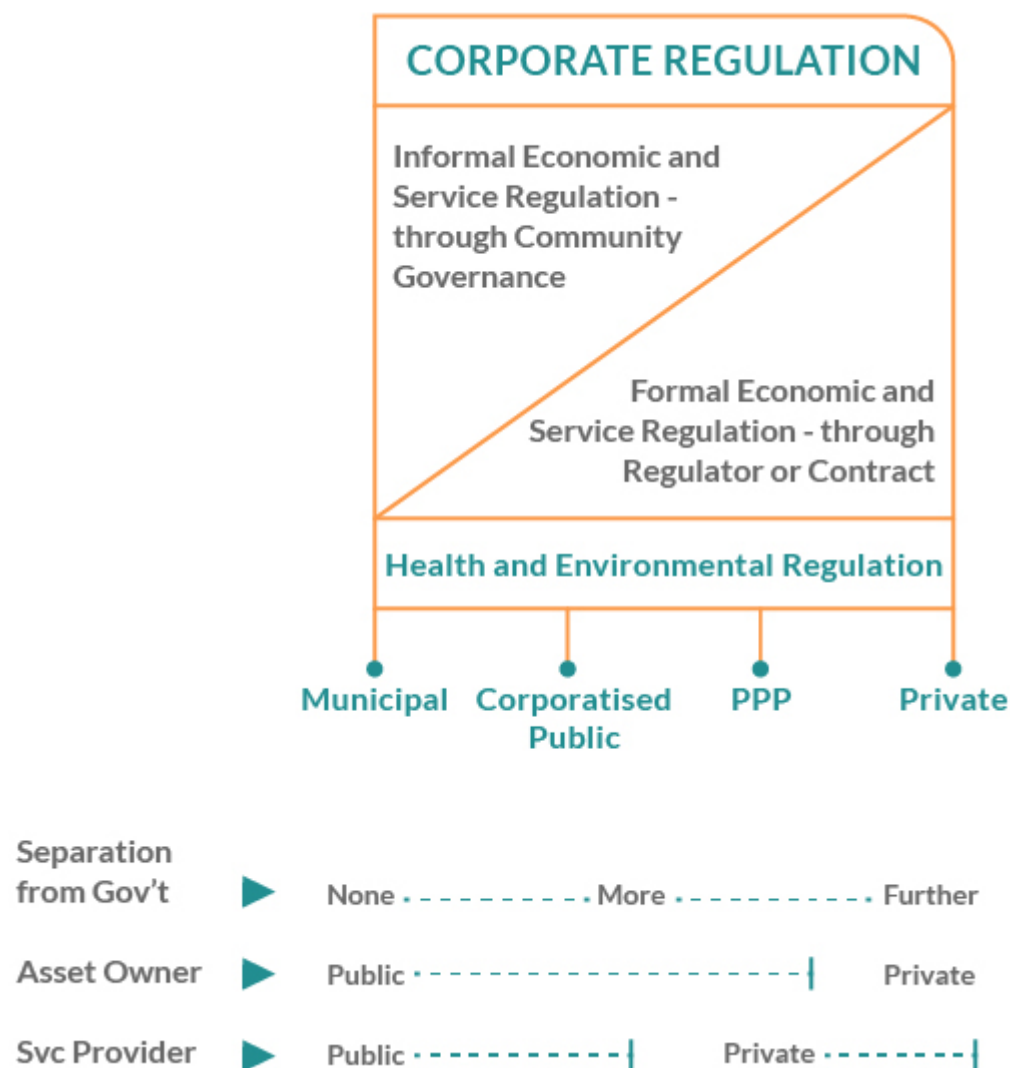 CORPORATE REGULATION
Informal Economic and
Service Regulation -
through Community
Governance
Formal Economic and
Service Regulation - through
Regulator or Contract
Health and Environmental Regulation
Municipal
Corporatised
Public
PPP
Private
Separation
from Gov't
None
More
Further
Asset Owner
Public
Private
Svc Provider
Public
Private